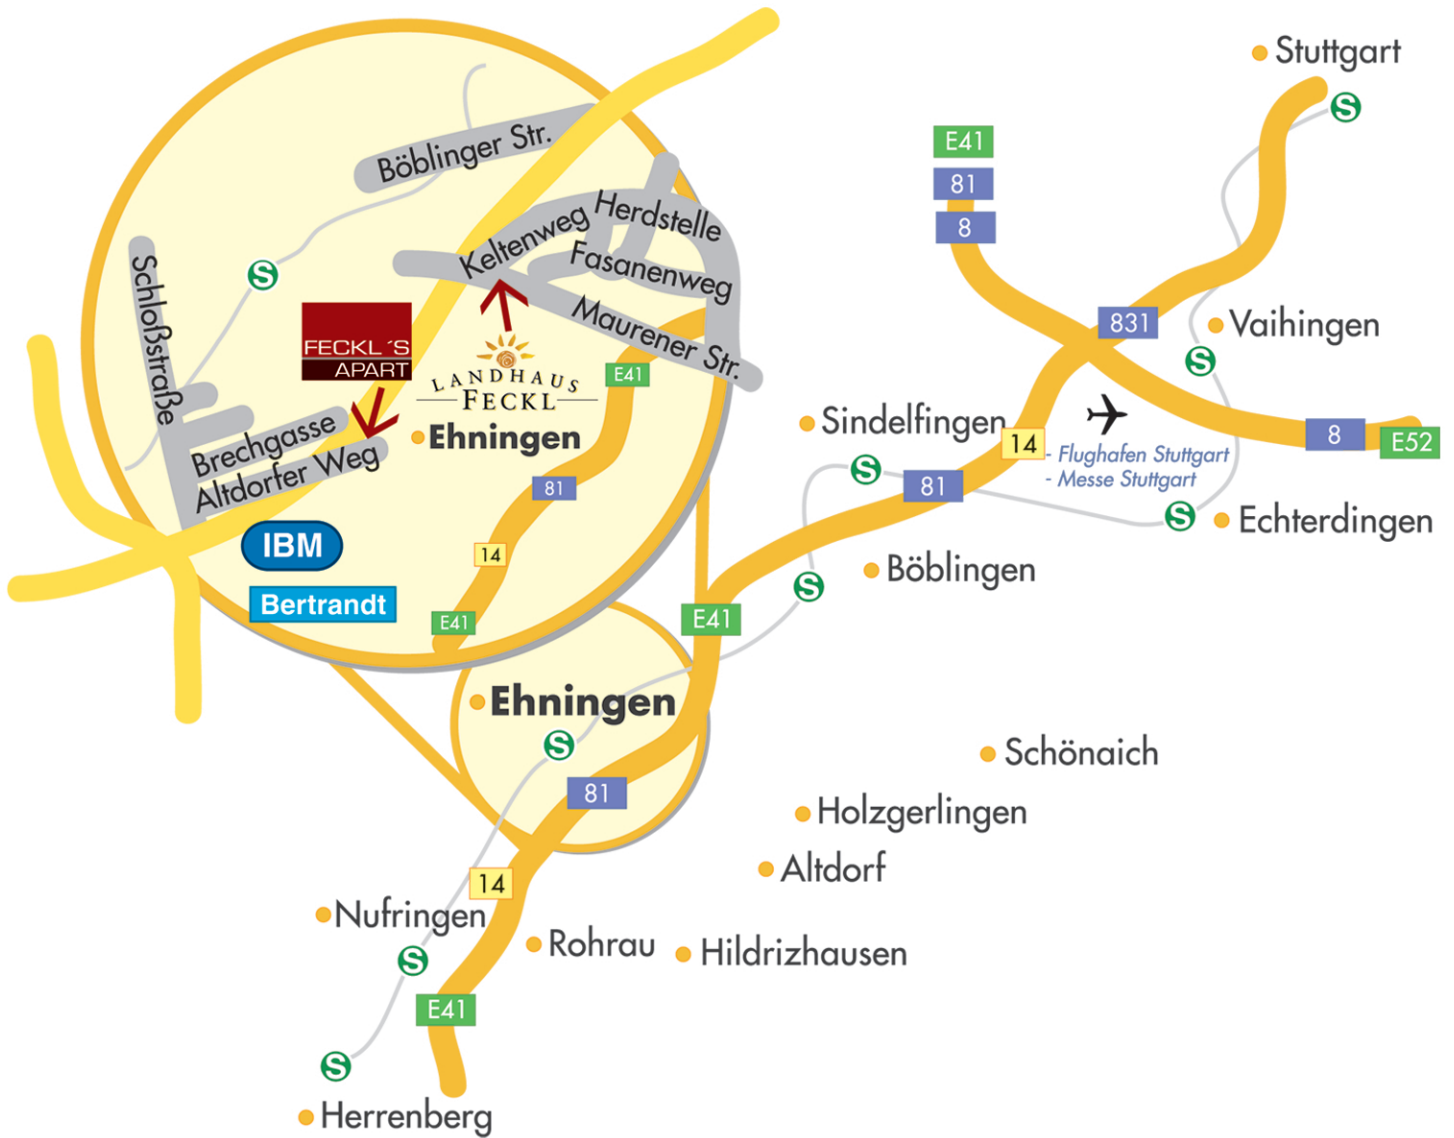 Stuttgart
S
E41
81
8
Böblinger Str.
Herdstelle
Keltenweg
Fasanenweg
S
Schloßstraße
Maurener Str.
831
Vaihingen
S
FECKL´S
APART
LANDHAUS
FECKL
E41
Brechgasse
Altdorfer Weg
Ehningen
Sindelfingen
14
8
E52
- Flughafen Stuttgart
- Messe Stuttgart
S
81
81
S
Echterdingen
IBM
14
Böblingen
S
Bertrandt
E41
E41
Ehningen
S
81
Schönaich
Holzgerlingen
Altdorf
14
Nufringen
Rohrau
Hildrizhausen
S
E41
S
Herrenberg